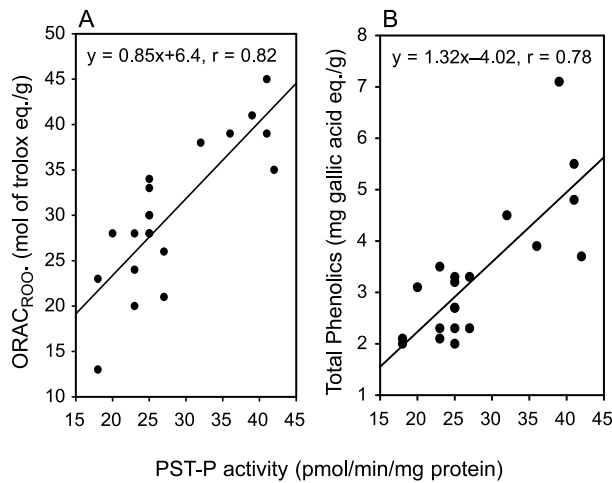 A
y = 0.85x+6.4, r = 0.82
ORAC_ROO• (mol of trolox eq./g)
50
45
40
35
30
25
20
15
10
15 20 25 30 35 40 45
B
y = 1.32x–4.02, r = 0.78
Total Phenolics (mg gallic acid eq./g)
8
7
6
5
4
3
2
1
15 20 25 30 35 40 45
PST-P activity (pmol/min/mg protein)